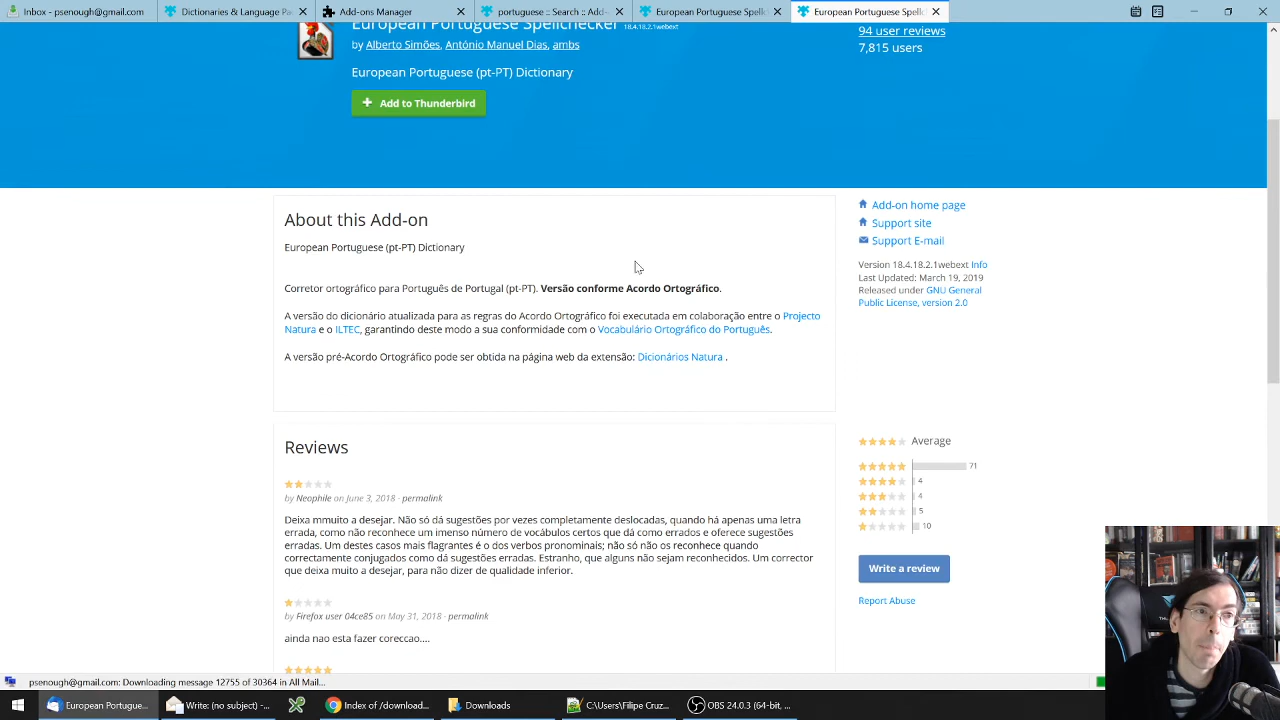 Inbox - psenough@gmail.com
Dictionaries & Language Pa
Add-ons Manager
portuguese :: Search :: Add-o
European Portuguese Spellch
European Portuguese Spell
European Portuguese Spellchecker 18.4.18.2.1webext
94 user reviews
by Alberto Simões, António Manuel Dias, ambs
7,815 users
European Portuguese (pt-PT) Dictionary
Add to Thunderbird
About this Add-on
European Portuguese (pt-PT) Dictionary
Corretor ortográfico para Português de Portugal (pt-PT). Versão conforme Acordo Ortográfico.
A versão do dicionário atualizada para as regras do Acordo Ortográfico foi executada em colaboração entre o Projecto
Natura e o ILTEC, garantindo deste modo a sua conformidade com o Vocabulário Ortográfico do Português.
A versão pré-Acordo Ortográfico pode ser obtida na página web da extensão: Dicionários Natura .
Add-on home page
Support site
Support E-mail
Version 18.4.18.2.1webext Info
Last Updated: March 19, 2019
Released under GNU General
Public License, version 2.0
Reviews
by Neophile on June 3, 2018 · permalink
Deixa mmuito a desejar. Não só dá sugestões por vezes completamente deslocadas, quando há apenas uma letra
errada, como não reconhece um imenso número de vocábulos certos que dá como errados e oferece sugestões
erradas. Um destes casos mais flagrantes é o dos verbos pronominais; não só não os reconhece quando
correctamente conjugados como dá sugestões erradas. Estranho, que alguns não sejam reconhecidos. Um corrector
que deixa muito a desejar, para não dizer de qualidade inferior.
by Firefox user 04ce85 on May 31, 2018 · permalink
ainda nao esta fazer coreccao....
Average
71
4
4
5
10
Write a review
Report Abuse
psenough@gmail.com: Downloading message 12755 of 30364 in All Mail...
European Portugue...
Write: (no subject) -...
Index of /download...
Downloads
C:\Users\Filipe Cruz...
OBS 24.0.3 (64-bit, ...